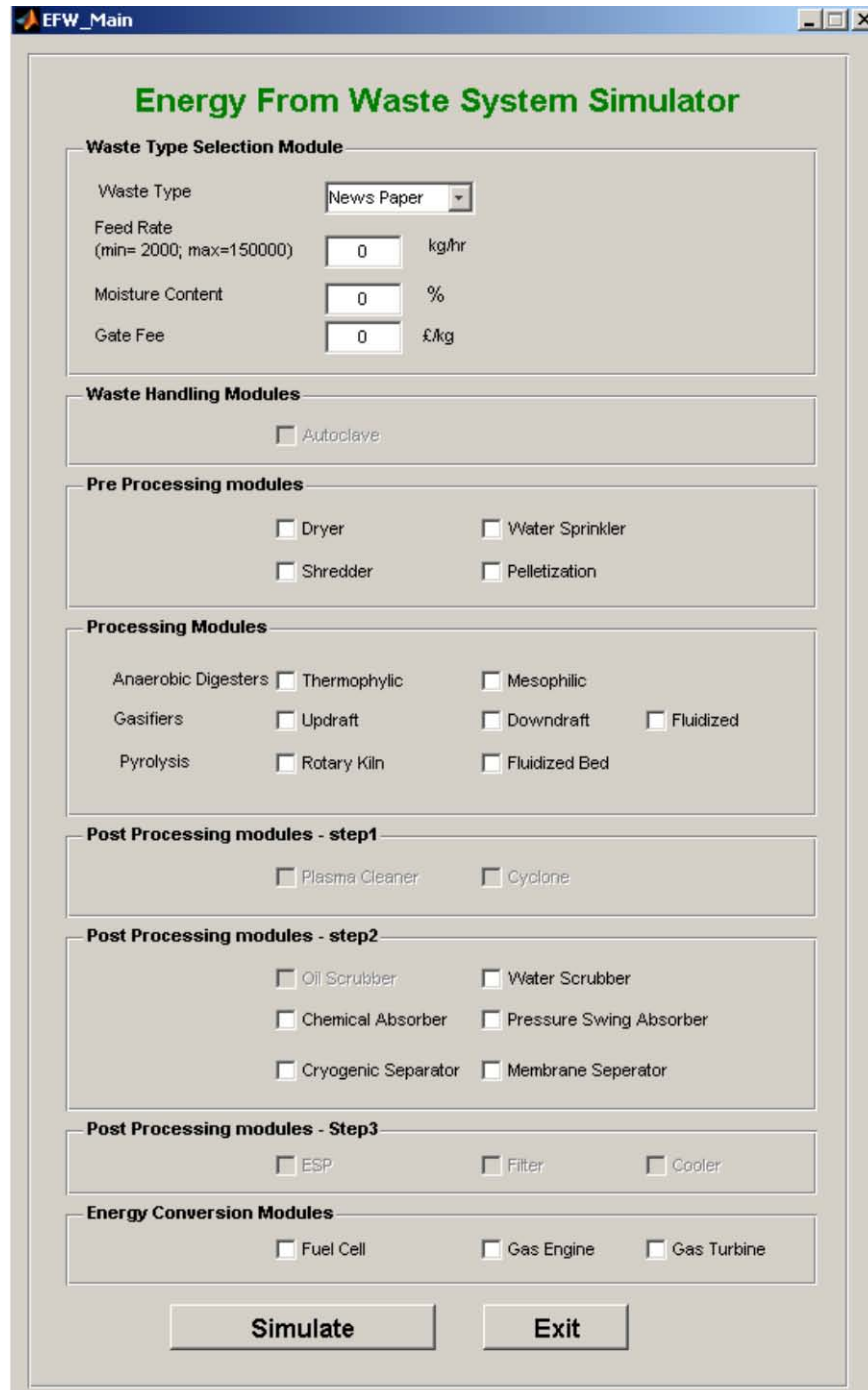 EFW_Main
Energy From Waste System Simulator
Waste Type Selection Module
Waste Type News Paper
Feed Rate
(min= 2000; max=150000) 0 kg/hr
Moisture Content 0 %
Gate Fee 0 £/kg
Waste Handling Modules
Autoclave
Pre Processing modules
Dryer Water Sprinkler
Shredder Pelletization
Processing Modules
Anaerobic Digesters Thermophylic Mesophilic
Gasifiers Updraft Downdraft Fluidized
Pyrolysis Rotary Kiln Fluidized Bed
Post Processing modules - step1
Plasma Cleaner Cyclone
Post Processing modules - step2
Oil Scrubber Water Scrubber
Chemical Absorber Pressure Swing Absorber
Cryogenic Separator Membrane Seperator
Post Processing modules - Step3
ESP Filter Cooler
Energy Conversion Modules
Fuel Cell Gas Engine Gas Turbine
Simulate Exit